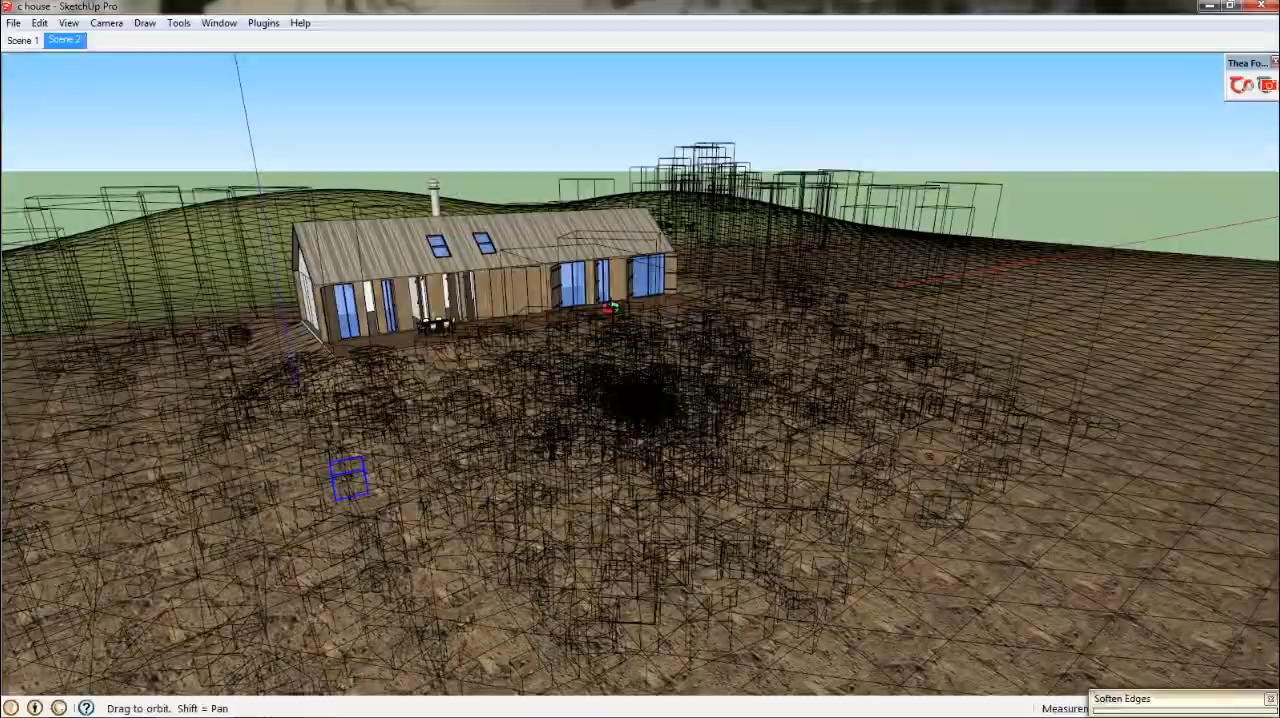 c house - SketchUp Pro
File Edit View Camera Draw Tools Window Plugins Help
Scene 1 Scene 2
Thea Fo...
Drag to orbit. Shift = Pan
Measuren
Soften Edges